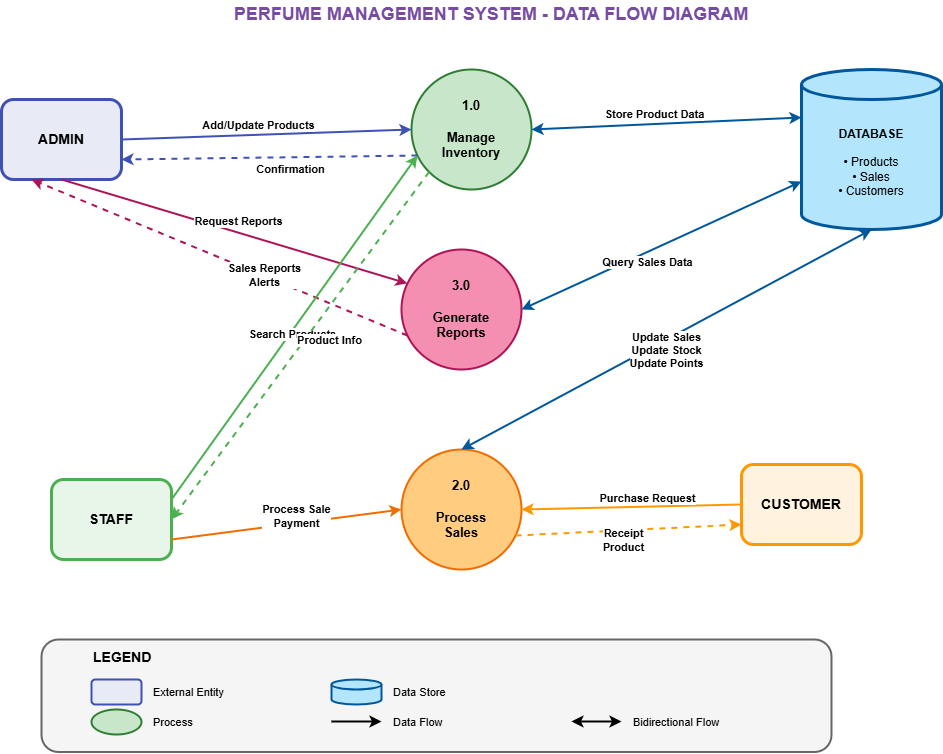 PERFUME MANAGEMENT SYSTEM - DATA FLOW DIAGRAM
ADMIN
Add/Update Products
Confirmation
1.0
Manage
Inventory
Store Product Data
DATABASE
• Products
• Sales
• Customers
Request Reports
Sales Reports
Alerts
3.0
Generate
Reports
Query Sales Data
Search Products
Product Info
Update Sales
Update Stock
Update Points
STAFF
Process Sale
Payment
2.0
Process
Sales
Purchase Request
Receipt
Product
CUSTOMER
LEGEND
External Entity
Data Store
Process
Data Flow
Bidirectional Flow